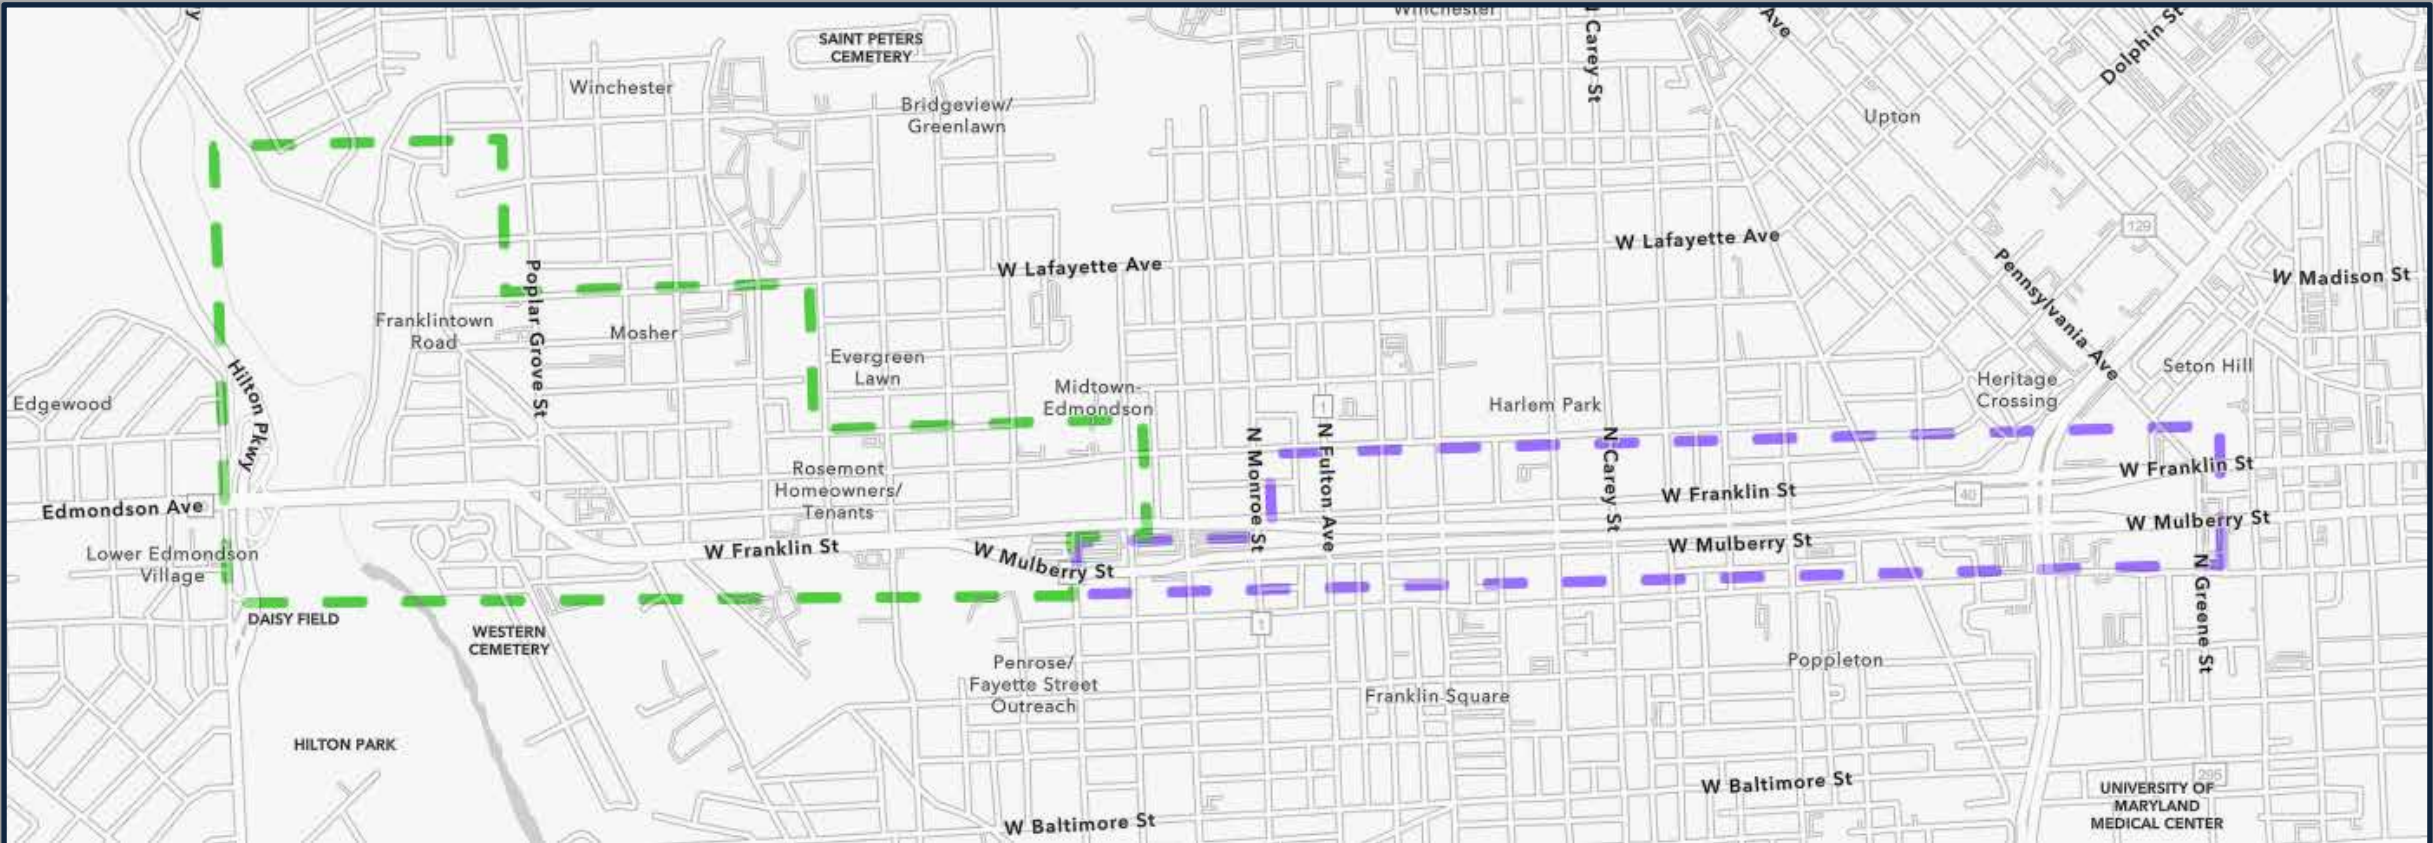 Winchester
N Carey St
Ave
Dolphin St
y
SAINT PETERS
CEMETERY
Winchester
Bridgeview/
Greenlawn
Upton
129
W Lafayette Ave
W Lafayette Ave
Pennsylvania Ave
W Madison St
Poplar Grove St
Franklintown
Road
Mosher
Evergreen
Lawn
Hilton Pkwy
Edgewood
Midtown-
Edmondson
1
Harlem Park
Heritage
Crossing
Seton Hill
N Monroe St
N Fulton Ave
N Carey St
Rosemont
Homeowners/
Tenants
W Franklin St
W Franklin St
40
Edmondson Ave
W Mulberry St
W Franklin St
W Mulberry St
W Mulberry St
Lower Edmondson
Village
N Greene St
DAISY FIELD
WESTERN
CEMETERY
1
Penrose/
Fayette Street
Outreach
Franklin Square
Poppleton
HILTON PARK
W Baltimore St
W Baltimore St
295
UNIVERSITY OF
MARYLAND
MEDICAL CENTER